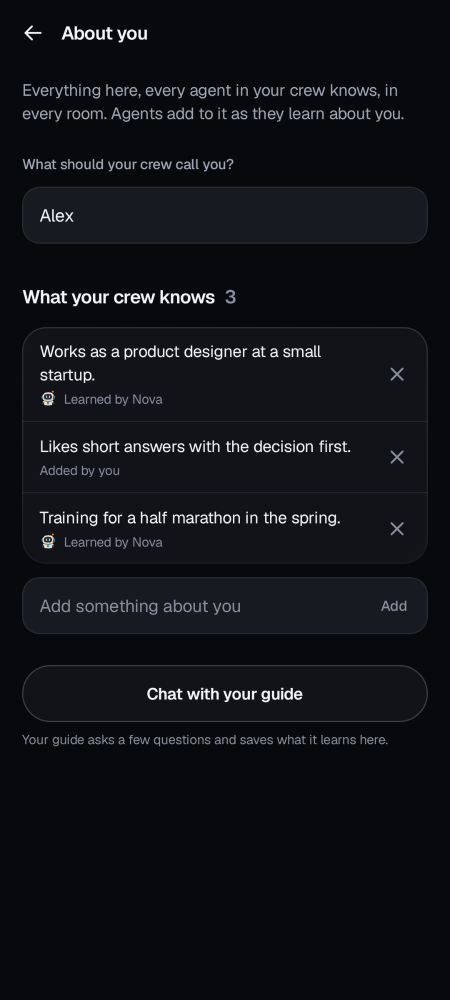 About you
Everything here, every agent in your crew knows, in
every room. Agents add to it as they learn about you.
What should your crew call you?
Alex
What your crew knows 3
Works as a product designer at a small
startup.
Learned by Nova
Likes short answers with the decision first.
Added by you
Training for a half marathon in the spring.
Learned by Nova
Add something about you
Add
Chat with your guide
Your guide asks a few questions and saves what it learns here.